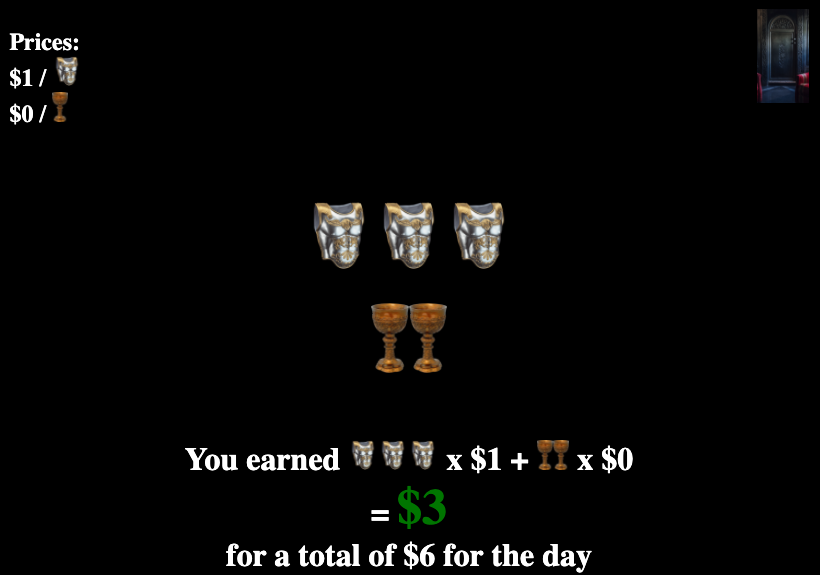 Prices:
$1 /
$0 /
You earned x $1 + x $0
= $3
for a total of $6 for the day